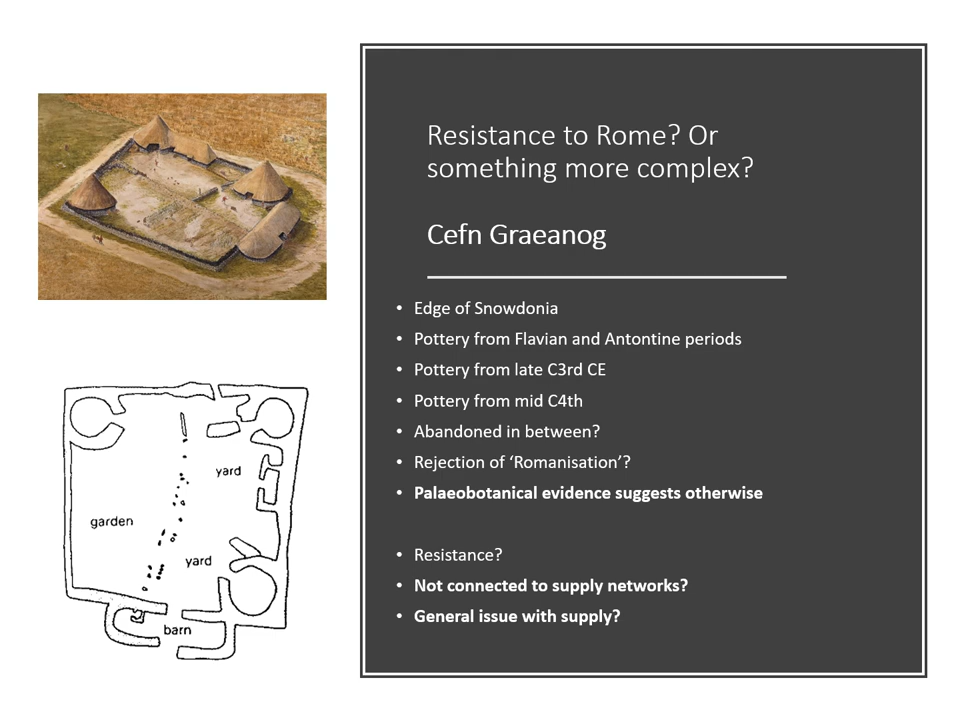 Resistance to Rome? Or
something more complex?
Cefn Graeanog
• Edge of Snowdonia
• Pottery from Flavian and Antontine periods
• Pottery from late C3rd CE
• Pottery from mid C4th
• Abandoned in between?
• Rejection of ‘Romanisation’?
• Palaeobotanical evidence suggests otherwise
• Resistance?
• Not connected to supply networks?
• General issue with supply?
yard
garden
yard
barn